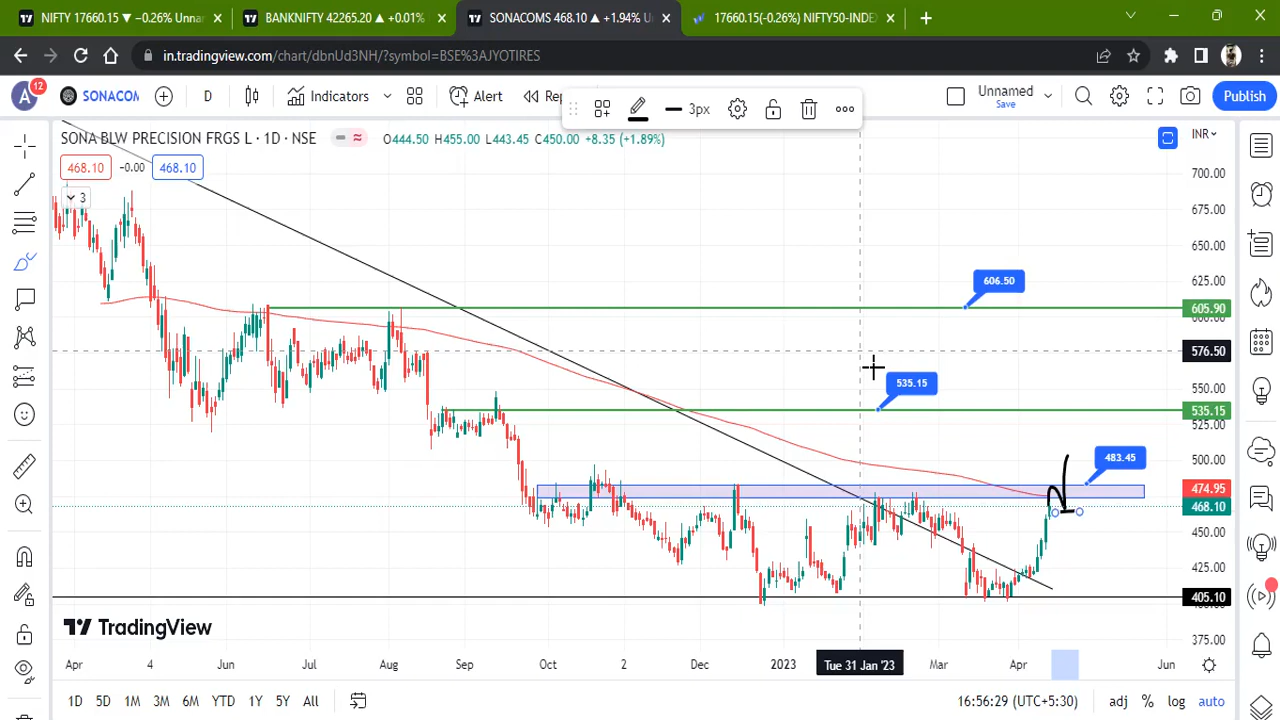 NIFTY 17660.15 ▼ −0.26% Unnar
BANKNIFTY 42265.20 ▲ +0.01%
SONACOMS 468.10 ▲ +1.94% U
17660.15(-0.26%) NIFTY50-INDEX
in.tradingview.com/chart/dbnUd3NH/?symbol=BSE%3AJYOTIRES
A 12 SONACOM D Indicators Alert Rep 3px Unnamed Save Publish
SONA BLW PRECISION FRGS L · 1D · NSE O444.50 H455.00 L443.45 C450.00 +8.35 (+1.89%) INR
468.10 −0.00 468.10
3
700.00
675.00
650.00
625.00
606.50
605.90
600.00
576.50
550.00
535.15
535.15
525.00
500.00
483.45
474.95
468.10
450.00
425.00
405.10
375.00
TradingView
Apr 4 Jun Jul Aug Sep Oct 2 Dec 2023 Tue 31 Jan '23 Mar Apr Jun
1D 5D 1M 3M 6M YTD 1Y 5Y All 16:56:29 (UTC+5:30) adj % log auto